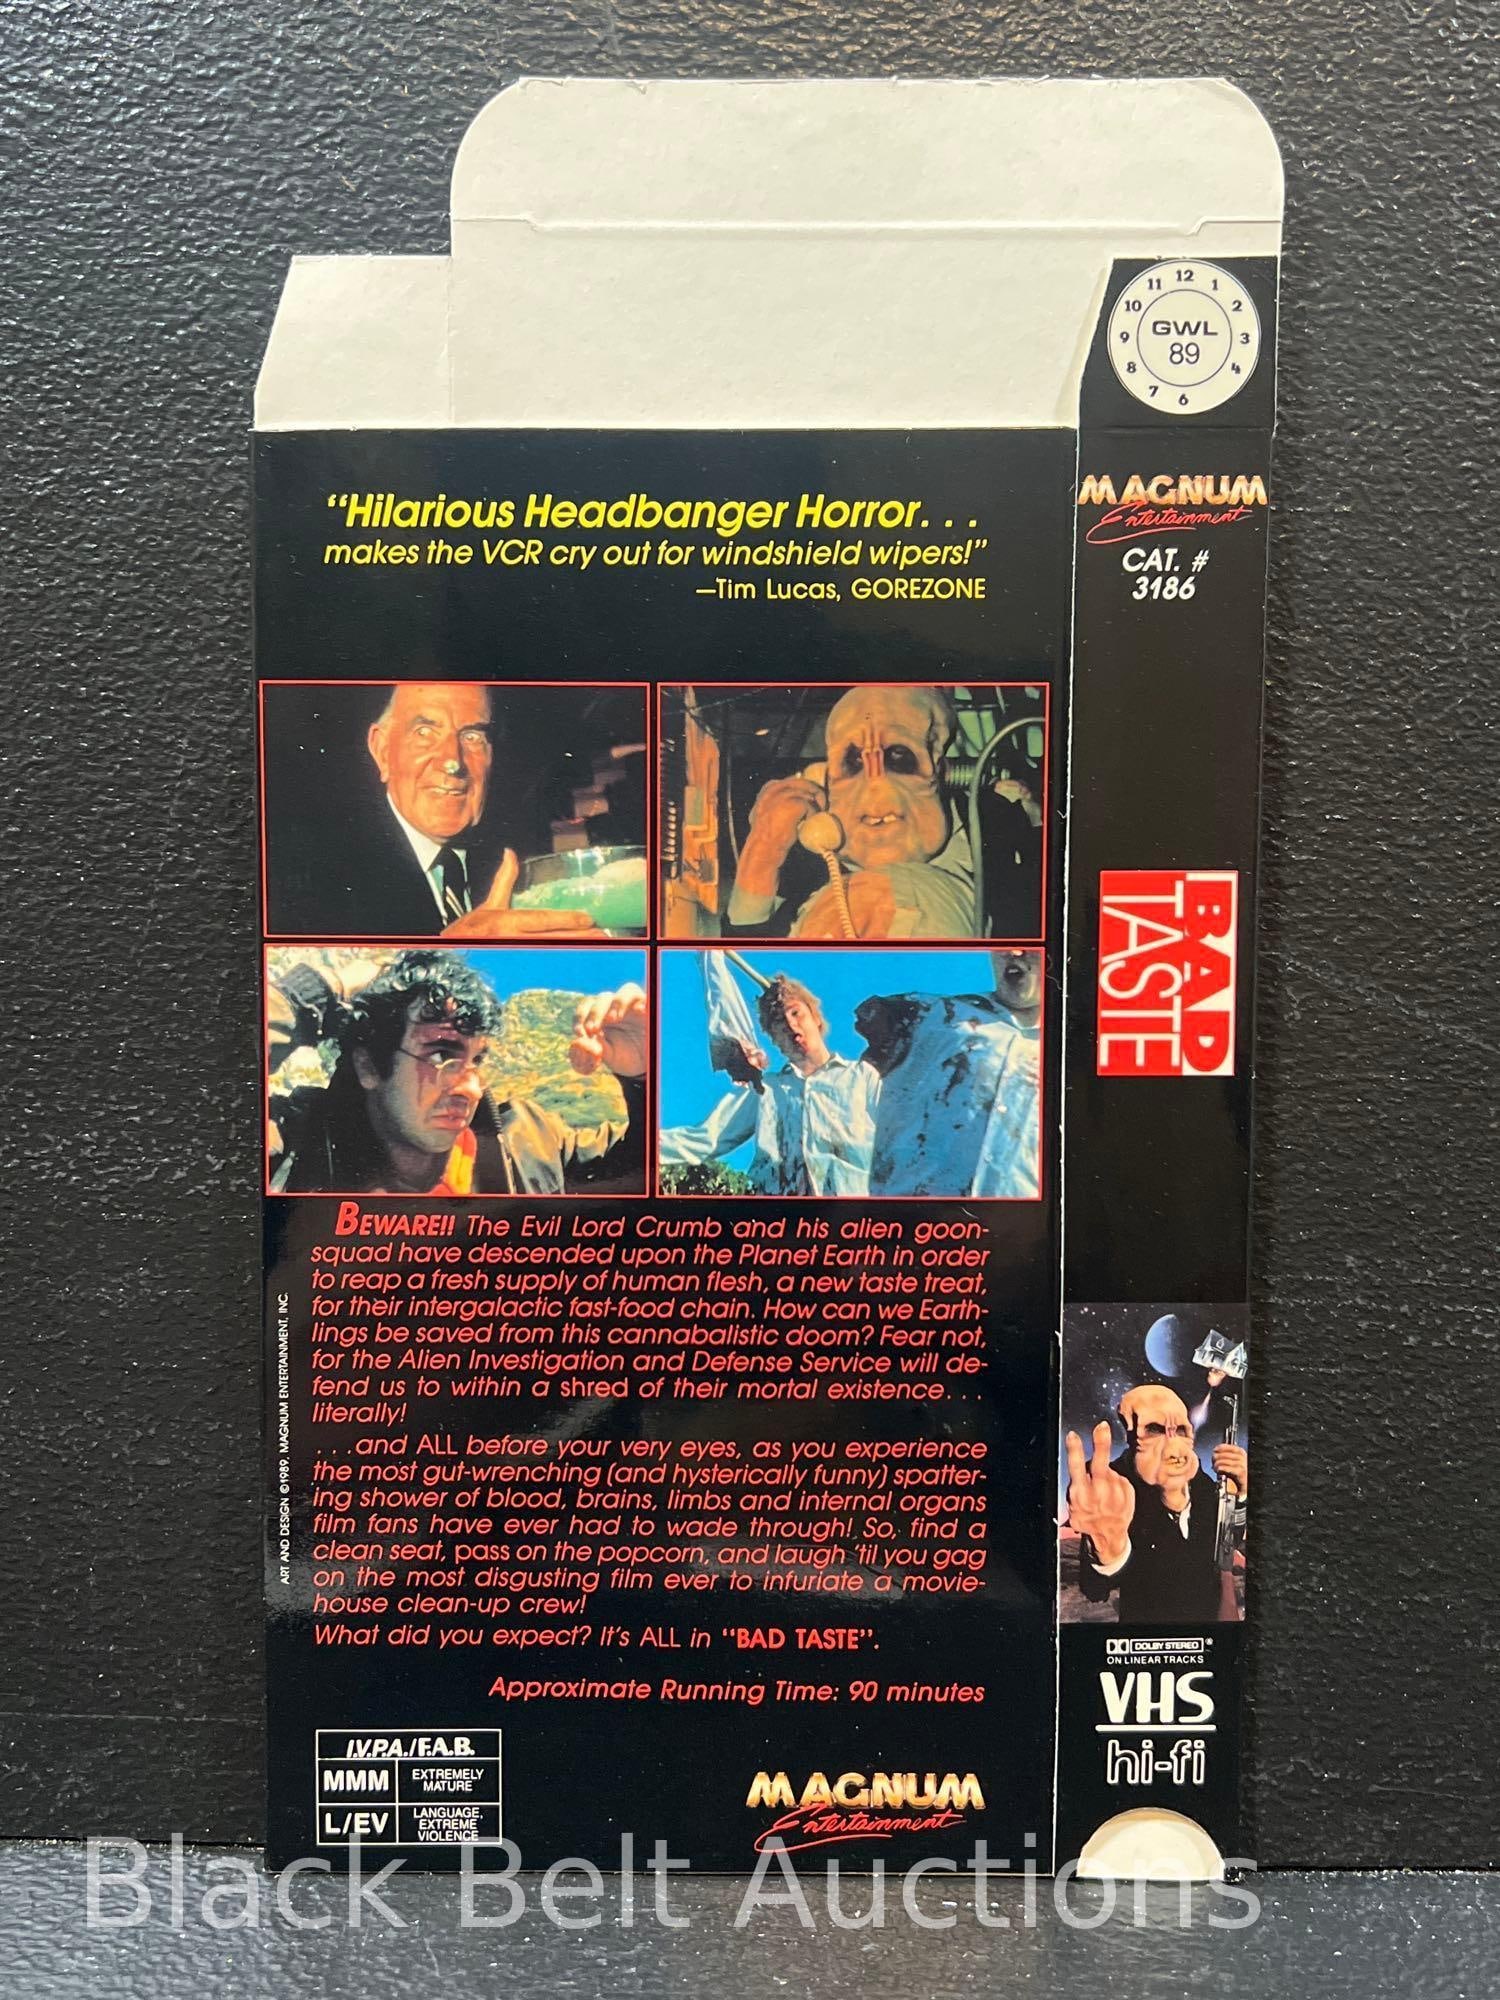 12
11 1
10 2
GWL
9 3
89
8 4
7
6
MAGNUM
Entertainment
CAT. #
3186
BAD
TASTE
DOLBY STEREO ®
ON LINEAR TRACKS
VHS
hi-fi
"Hilarious Headbanger Horror. . .
makes the VCR cry out for windshield wipers!"
—Tim Lucas, GOREZONE
BEWARE!! The Evil Lord Crumb and his alien goon-
squad have descended upon the Planet Earth in order
to reap a fresh supply of human flesh, a new taste treat,
for their intergalactic fast-food chain. How can we Earth-
lings be saved from this cannabalistic doom? Fear not,
for the Alien Investigation and Defense Service will de-
fend us to within a shred of their mortal existence. . .
literally!
. . .and ALL before your very eyes, as you experience
the most gut-wrenching (and hysterically funny) spatter-
ing shower of blood, brains, limbs and internal organs
film fans have ever had to wade through! So, find a
clean seat, pass on the popcorn, and laugh 'til you gag
on the most disgusting film ever to infuriate a movie-
house clean-up crew!
What did you expect? It's ALL in "BAD TASTE".
Approximate Running Time: 90 minutes
ART AND DESIGN ©1989, MAGNUM ENTERTAINMENT, INC.
I.V.P.A./F.A.B.
MMM EXTREMELY
MATURE
L/EV LANGUAGE,
EXTREME
VIOLENCE
MAGNUM
Entertainment
Black Belt Auctions